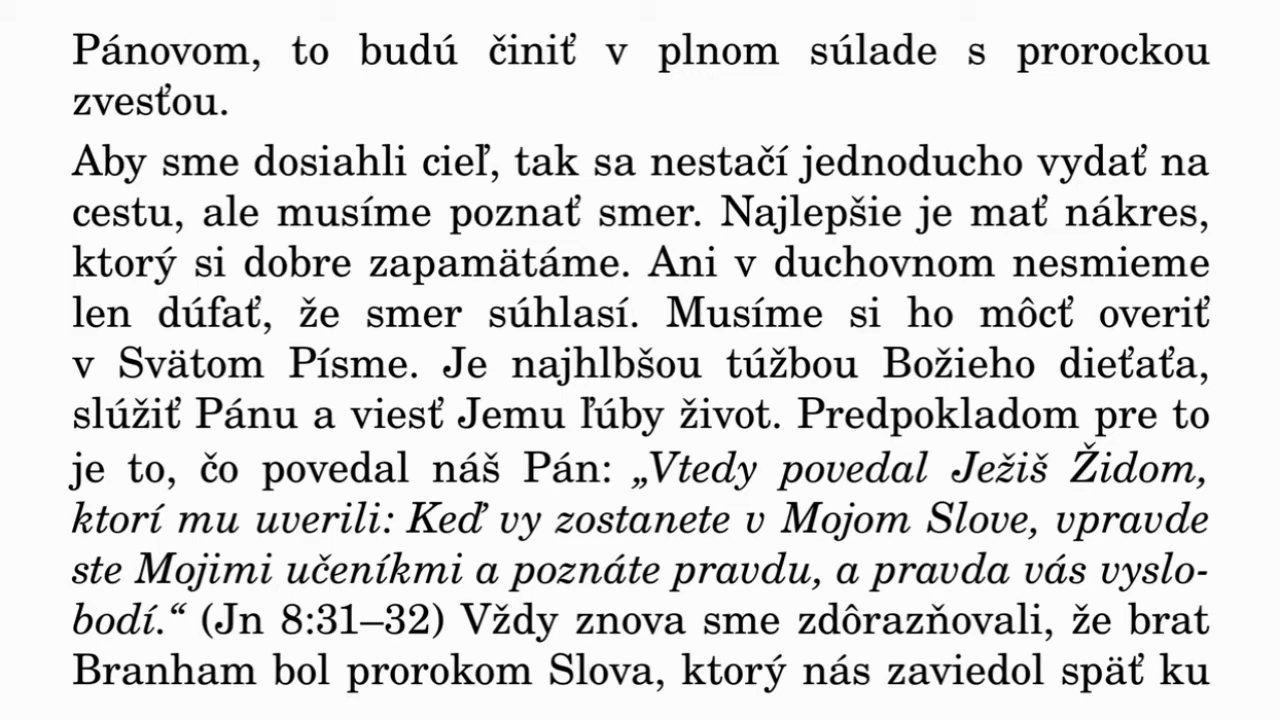 Pánovom, to budú činiť v plnom súlade s prorockou
zvesťou.
Aby sme dosiahli cieľ, tak sa nestačí jednoducho vydať na
cestu, ale musíme poznať smer. Najlepšie je mať nákres,
ktorý si dobre zapamätáme. Ani v duchovnom nesmieme
len dúfať, že smer súhlasí. Musíme si ho môcť overiť
v Svätom Písme. Je najhlbšou túžbou Božieho dieťaťa,
slúžiť Pánu a viesť Jemu ľúby život. Predpokladom pre to
je to, čo povedal náš Pán: „Vtedy povedal Ježiš Židom,
ktorí mu uverili: Keď vy zostanete v Mojom Slove, vpravde
ste Mojimi učeníkmi a poznáte pravdu, a pravda vás vyslo-
bodí.“ (Jn 8:31–32) Vždy znova sme zdôrazňovali, že brat
Branham bol prorokom Slova, ktorý nás zaviedol späť ku